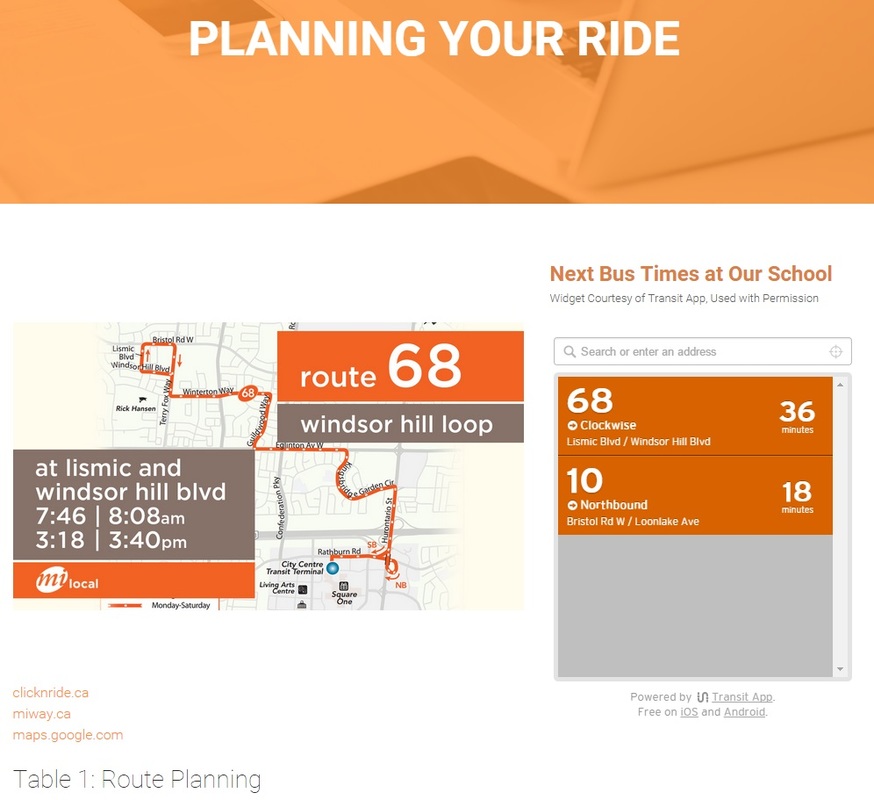 PLANNING YOUR RIDE
Next Bus Times at Our School
Widget Courtesy of Transit App, Used with Permission
Search or enter an address
68
Clockwise
Lismic Blvd / Windsor Hill Blvd
36
minutes
10
Northbound
Bristol Rd W / Loonlake Ave
18
minutes
Powered by Transit App.
Free on iOS and Android.
route 68
windsor hill loop
at lismic and
windsor hill blvd
7:46 | 8:08am
3:18 | 3:40pm
mi local
Bristol Rd W
Lismic
Blvd
Windsor Hill Blvd
Terry Fox Way
Rick Hansen
Winterton Way
68
Guildwood Way
Eglinton Av W
Confederation Pky
Kingsbridge Garden Cir
Hurontario St
Rathburn Rd
SB
NB
City Centre
Transit Terminal
Living Arts
Centre
Square
One
Monday-Saturday
clicknride.ca
miway.ca
maps.google.com
Table 1: Route Planning